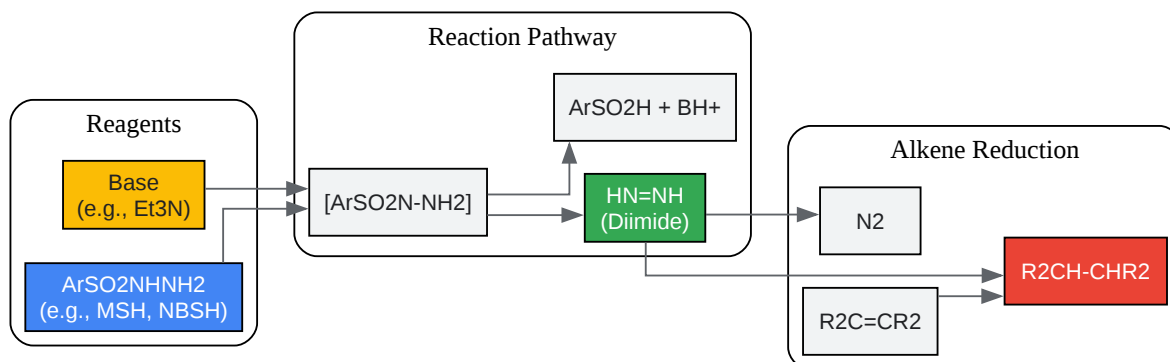 Reagents
Base
(e.g., Et3N)
ArSO2NHNH2
(e.g., MSH, NBSH)
Reaction Pathway
[ArSO2N-NH2]
ArSO2H + BH+
HN=NH
(Diimide)
Alkene Reduction
N2
R2C=CR2
R2CH-CHR2